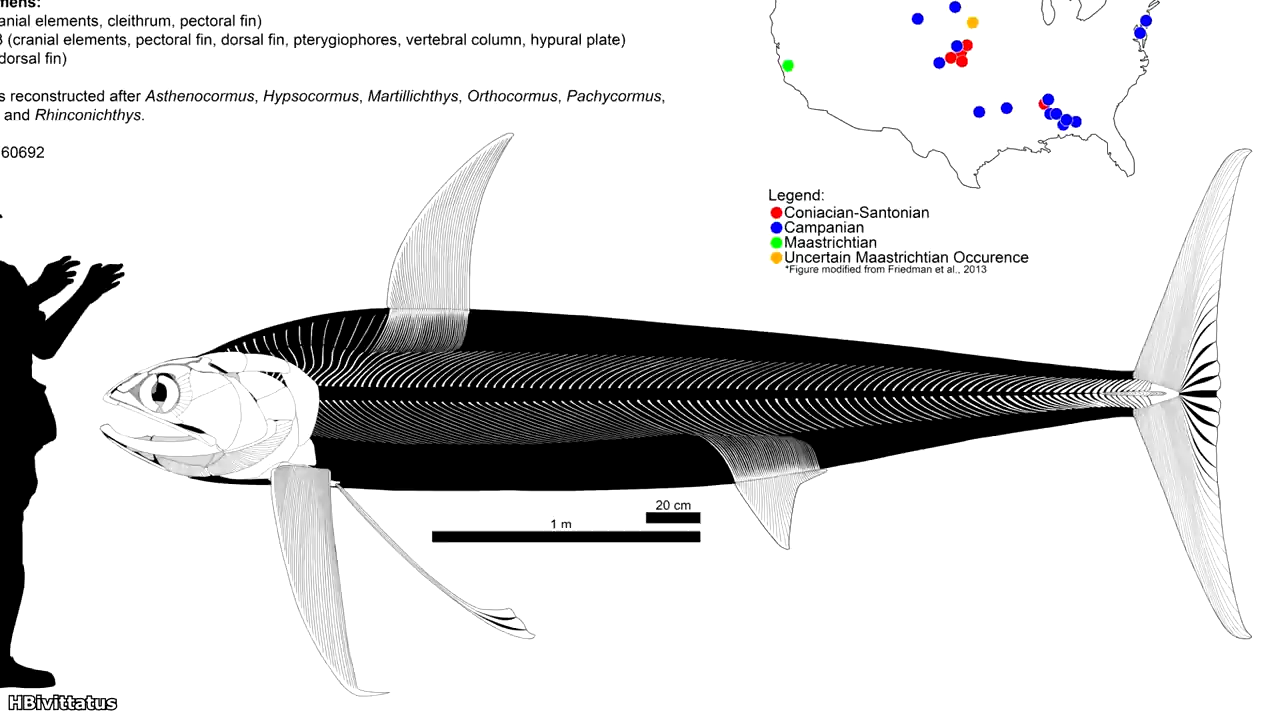 anial elements, cleithrum, pectoral fin)
(cranial elements, pectoral fin, dorsal fin, pterygiophores, vertebral column, hypural plate)
dorsal fin)
s reconstructed after Asthenocormus, Hypsocormus, Martillichthys, Orthocormus, Pachycormus,
and Rhinconichthys.
60692
Legend:
Coniacian-Santonian
Campanian
Maastrichtian
Uncertain Maastrichtian Occurence
*Figure modified from Friedman et al., 2013
20 cm
1 m
HBivittatus